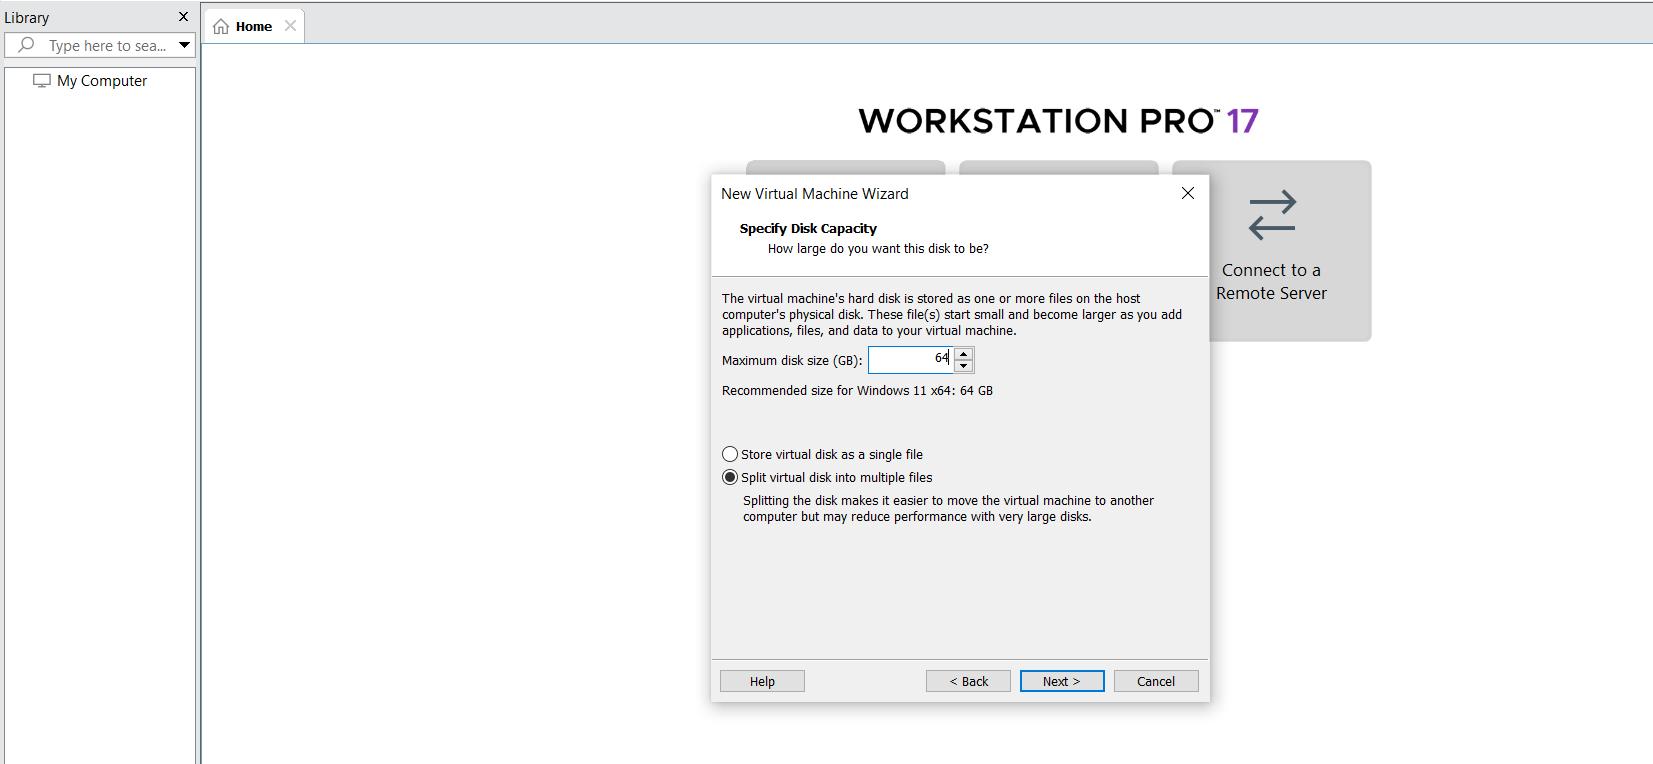 Library
Type here to sea...
My Computer
Home
WORKSTATION PRO™ 17
Connect to a
Remote Server
New Virtual Machine Wizard
Specify Disk Capacity
How large do you want this disk to be?
The virtual machine's hard disk is stored as one or more files on the host
computer's physical disk. These file(s) start small and become larger as you add
applications, files, and data to your virtual machine.
Maximum disk size (GB): 64
Recommended size for Windows 11 x64: 64 GB
Store virtual disk as a single file
Split virtual disk into multiple files
Splitting the disk makes it easier to move the virtual machine to another
computer but may reduce performance with very large disks.
Help < Back Next > Cancel